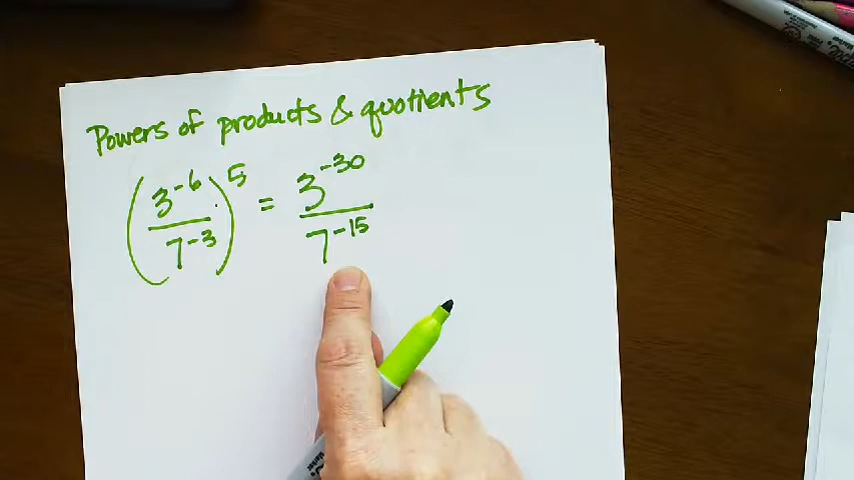 Powers of products & quotients
(3^-6 / 7^-3)^5 = 3^-30 / 7^-15